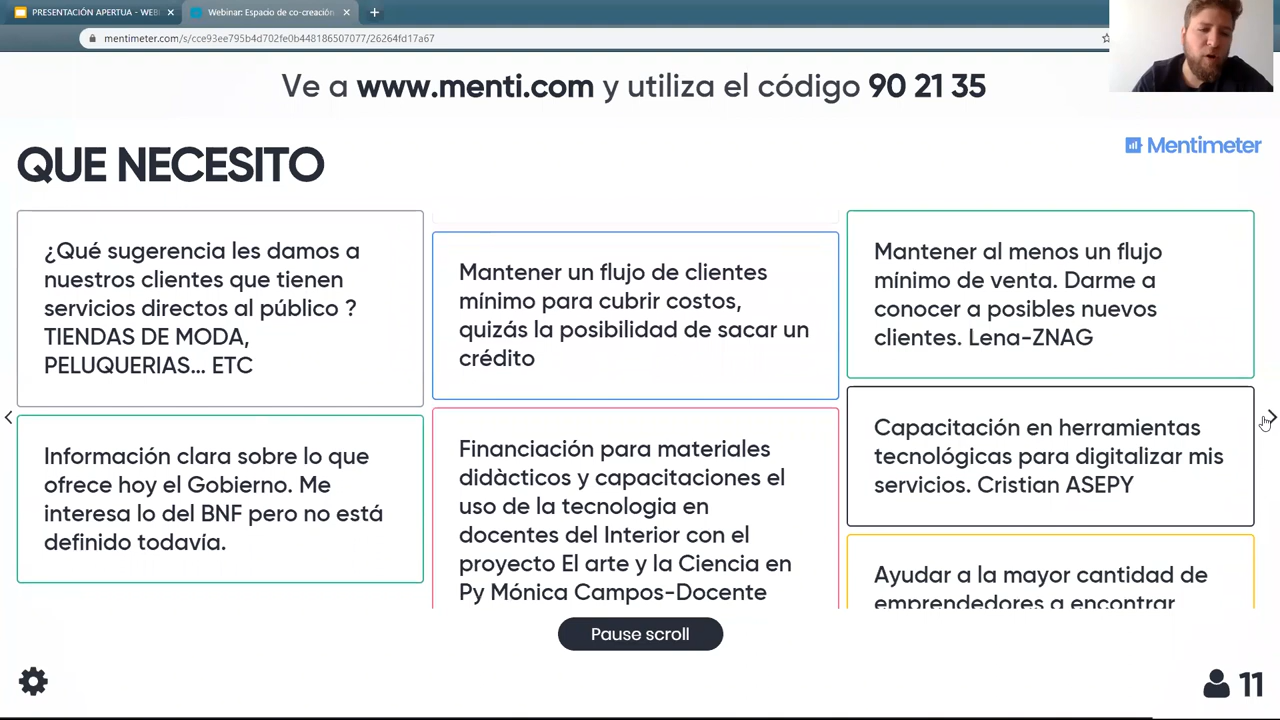 PRESENTACIÓN APERTUA - WEB
Webinar: Espacio de co-creación
mentimeter.com/s/cce93ee795b4d702fe0b448186507077/26264fd17a67
Ve a www.menti.com y utiliza el código 90 21 35
QUE NECESITO
Mentimeter
¿Qué sugerencia les damos a
nuestros clientes que tienen
servicios directos al público ?
TIENDAS DE MODA,
PELUQUERIAS... ETC
Información clara sobre lo que
ofrece hoy el Gobierno. Me
interesa lo del BNF pero no está
definido todavía.
Mantener un flujo de clientes
mínimo para cubrir costos,
quizás la posibilidad de sacar un
crédito
Financiación para materiales
didàcticos y capacitaciones el
uso de la tecnologia en
docentes del Interior con el
proyecto El arte y la Ciencia en
Py Mónica Campos-Docente
Mantener al menos un flujo
mínimo de venta. Darme a
conocer a posibles nuevos
clientes. Lena-ZNAG
Capacitación en herramientas
tecnológicas para digitalizar mis
servicios. Cristian ASEPY
Ayudar a la mayor cantidad de
emprendedores a encontrar
Pause scroll
11